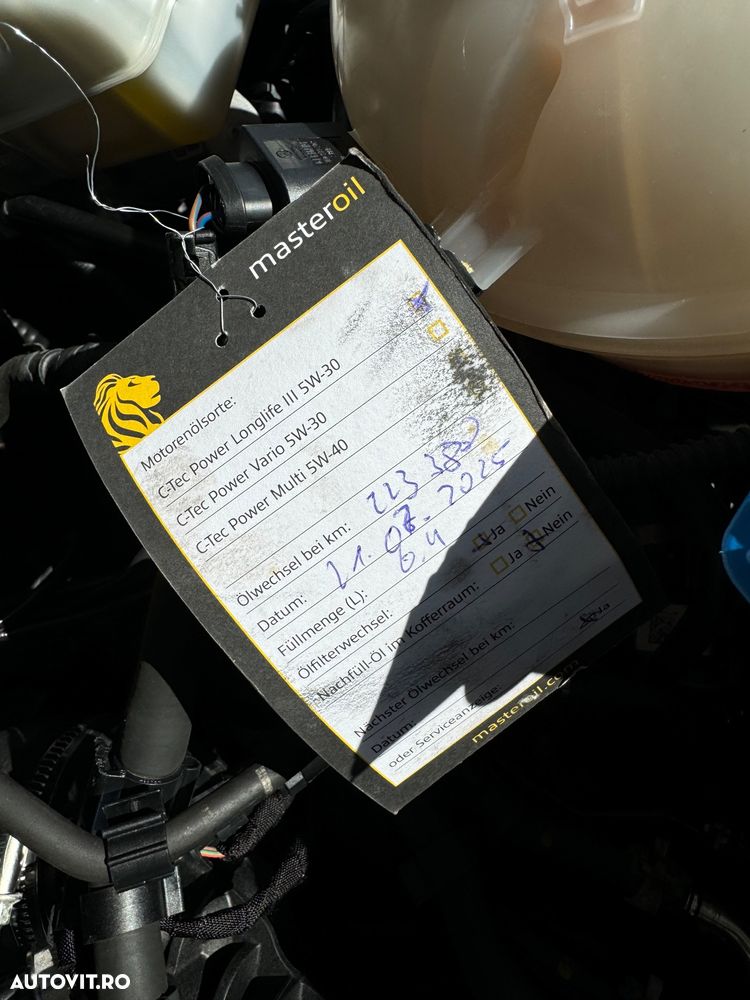 masteroil
Motorenölsorte:
C-Tec Power Longlife III 5W-30
C-Tec Power Vario 5W-30
C-Tec Power Multi 5W-40
Ölwechsel bei km: 223 380
Datum: 21.07.2025
Füllmenge (L): 6.4
Ölfilterwechsel: Ja Nein
Nachfüll-Öl im Kofferraum: Ja Nein
Nächster Ölwechsel bei km:
Datum:
oder Serviceanzeige:
masteroil.com
AUTOVIT.RO